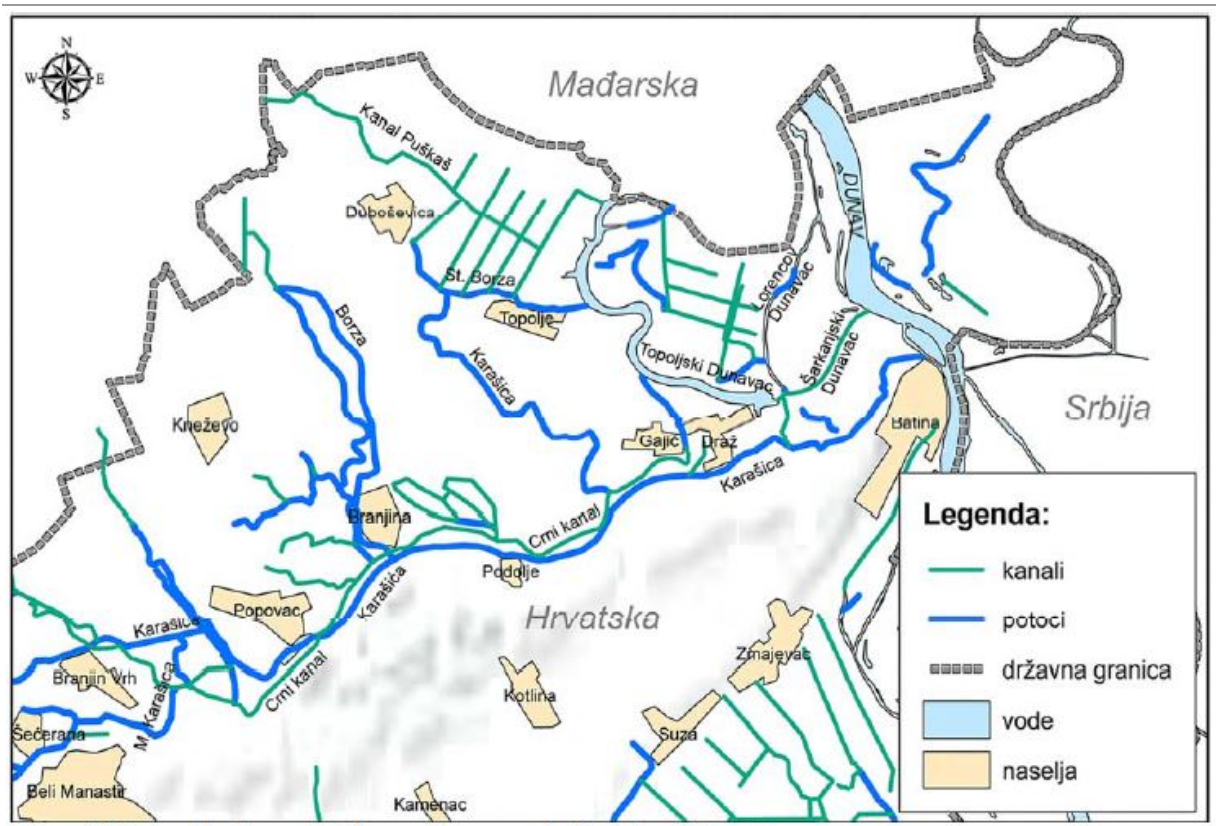 N
W
E
S
Mađarska
Kanal Puškaš
Duboševica
DUNAV
St. Borza
Topolje
Lorencov
Dunavac
Borza
Šarkanjski
Dunavac
Topoljski Dunavac
Karašica
Srbija
Kneževo
Batina
Gajić
Draž
Karašica
Branjina
Crni kanal
Podolje
Karašica
Popovac
Hrvatska
Karašica
Zmajevac
Branjin Vrh
M. Karašica
Crni kanal
Kotlina
Šećerana
Suza
Beli Manastir
Kamenac
Legenda:
kanali
potoci
državna granica
vode
naselja